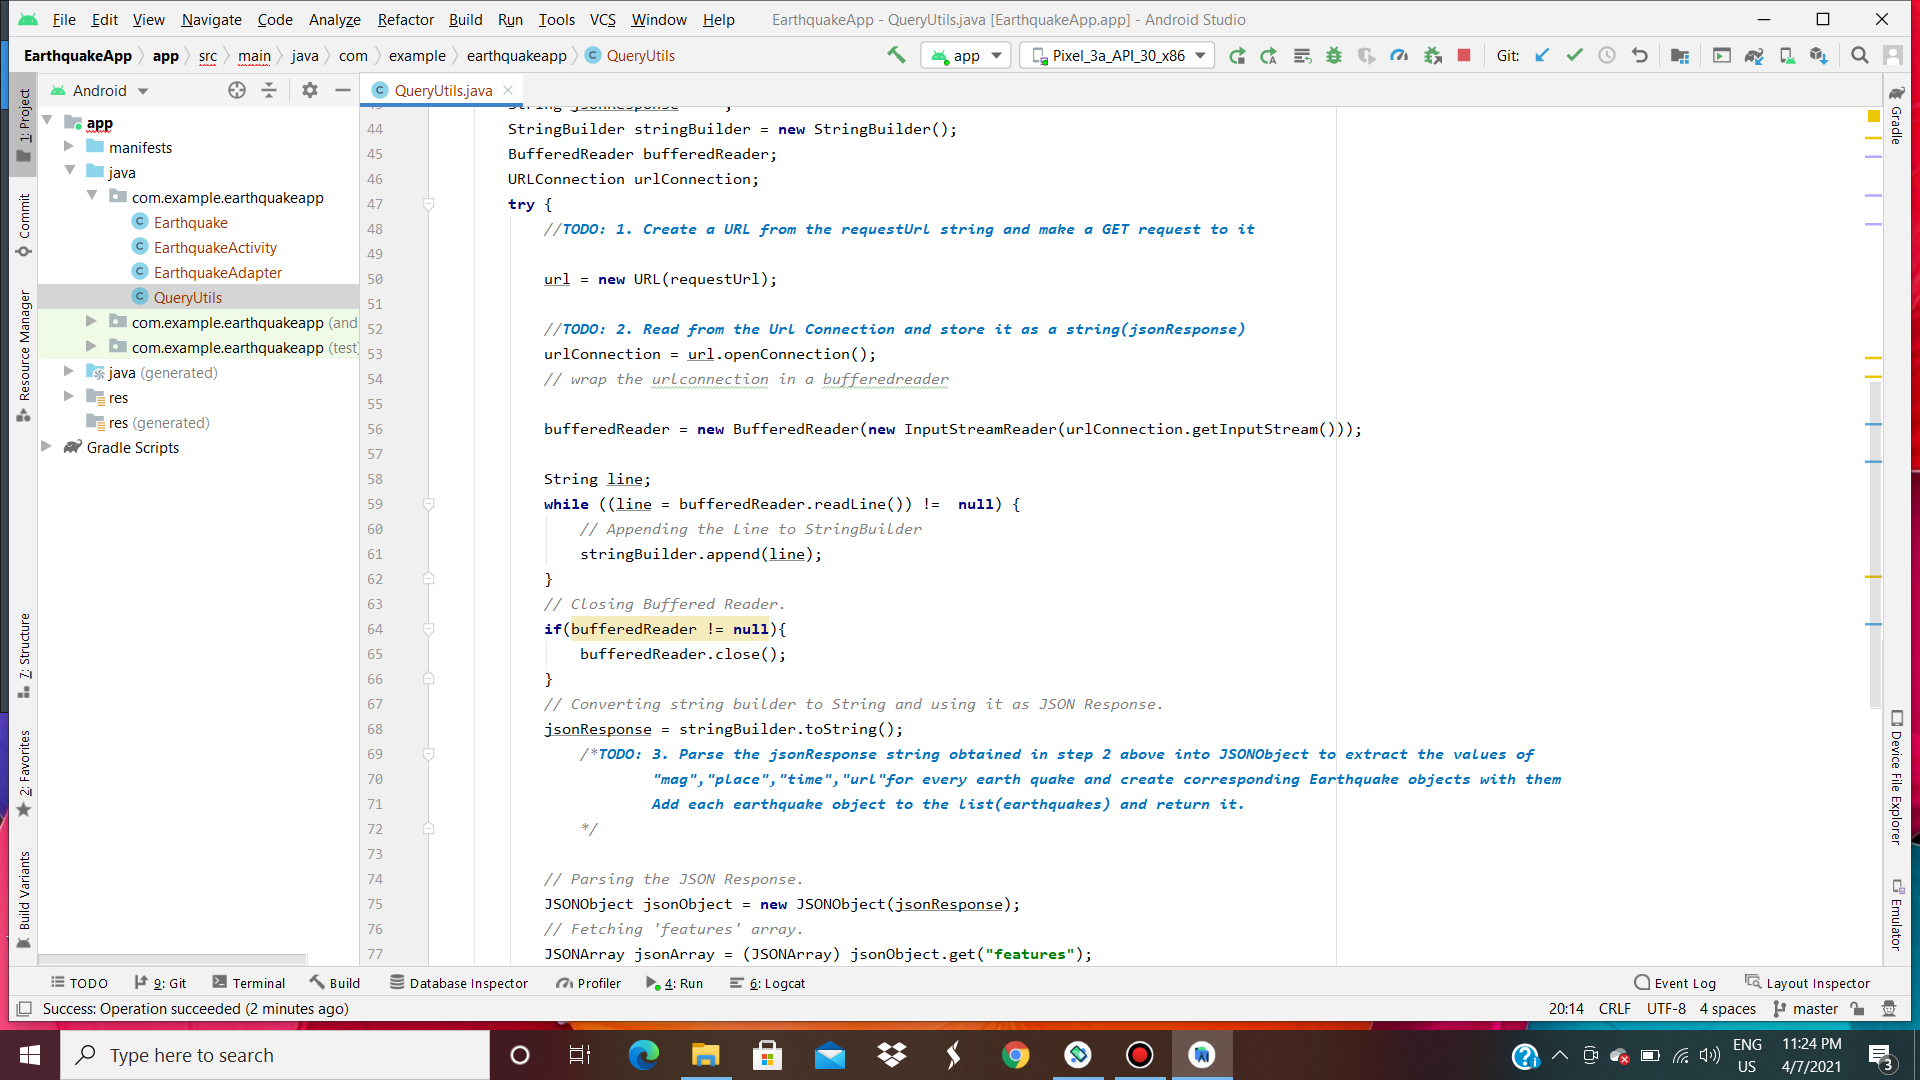 File Edit View Navigate Code Analyze Refactor Build Run Tools VCS Window Help EarthquakeApp - QueryUtils.java [EarthquakeApp.app] - Android Studio
EarthquakeApp app src main java com example earthquakeapp QueryUtils app Pixel_3a_API_30_x86 Git:
Android
QueryUtils.java
app
manifests
java
com.example.earthquakeapp
Earthquake
EarthquakeActivity
EarthquakeAdapter
QueryUtils
com.example.earthquakeapp (and
com.example.earthquakeapp (test)
java (generated)
res
res (generated)
Gradle Scripts
1: Project
Commit
Resource Manager
7: Structure
2: Favorites
Build Variants
44 StringBuilder stringBuilder = new StringBuilder();
45 BufferedReader bufferedReader;
46 URLConnection urlConnection;
47 try {
48 //TODO: 1. Create a URL from the requestUrl string and make a GET request to it
49
50 url = new URL(requestUrl);
51
52 //TODO: 2. Read from the Url Connection and store it as a string(jsonResponse)
53 urlConnection = url.openConnection();
54 // wrap the urlconnection in a bufferedreader
55
56 bufferedReader = new BufferedReader(new InputStreamReader(urlConnection.getInputStream()));
57
58 String line;
59 while ((line = bufferedReader.readLine()) !=  null) {
60 // Appending the Line to StringBuilder
61 stringBuilder.append(line);
62 }
63 // Closing Buffered Reader.
64 if(bufferedReader != null){
65 bufferedReader.close();
66 }
67 // Converting string builder to String and using it as JSON Response.
68 jsonResponse = stringBuilder.toString();
69 /*TODO: 3. Parse the jsonResponse string obtained in step 2 above into JSONObject to extract the values of
70 "mag","place","time","url"for every earth quake and create corresponding Earthquake objects with them
71 Add each earthquake object to the list(earthquakes) and return it.
72 */
73
74 // Parsing the JSON Response.
75 JSONObject jsonObject = new JSONObject(jsonResponse);
76 // Fetching 'features' array.
77 JSONArray jsonArray = (JSONArray) jsonObject.get("features");
Gradle
Device File Explorer
Emulator
TODO 9: Git Terminal Build Database Inspector Profiler 4: Run 6: Logcat Event Log Layout Inspector
Success: Operation succeeded (2 minutes ago) 20:14 CRLF UTF-8 4 spaces master
Type here to search
ENG
US
11:24 PM
4/7/2021
3